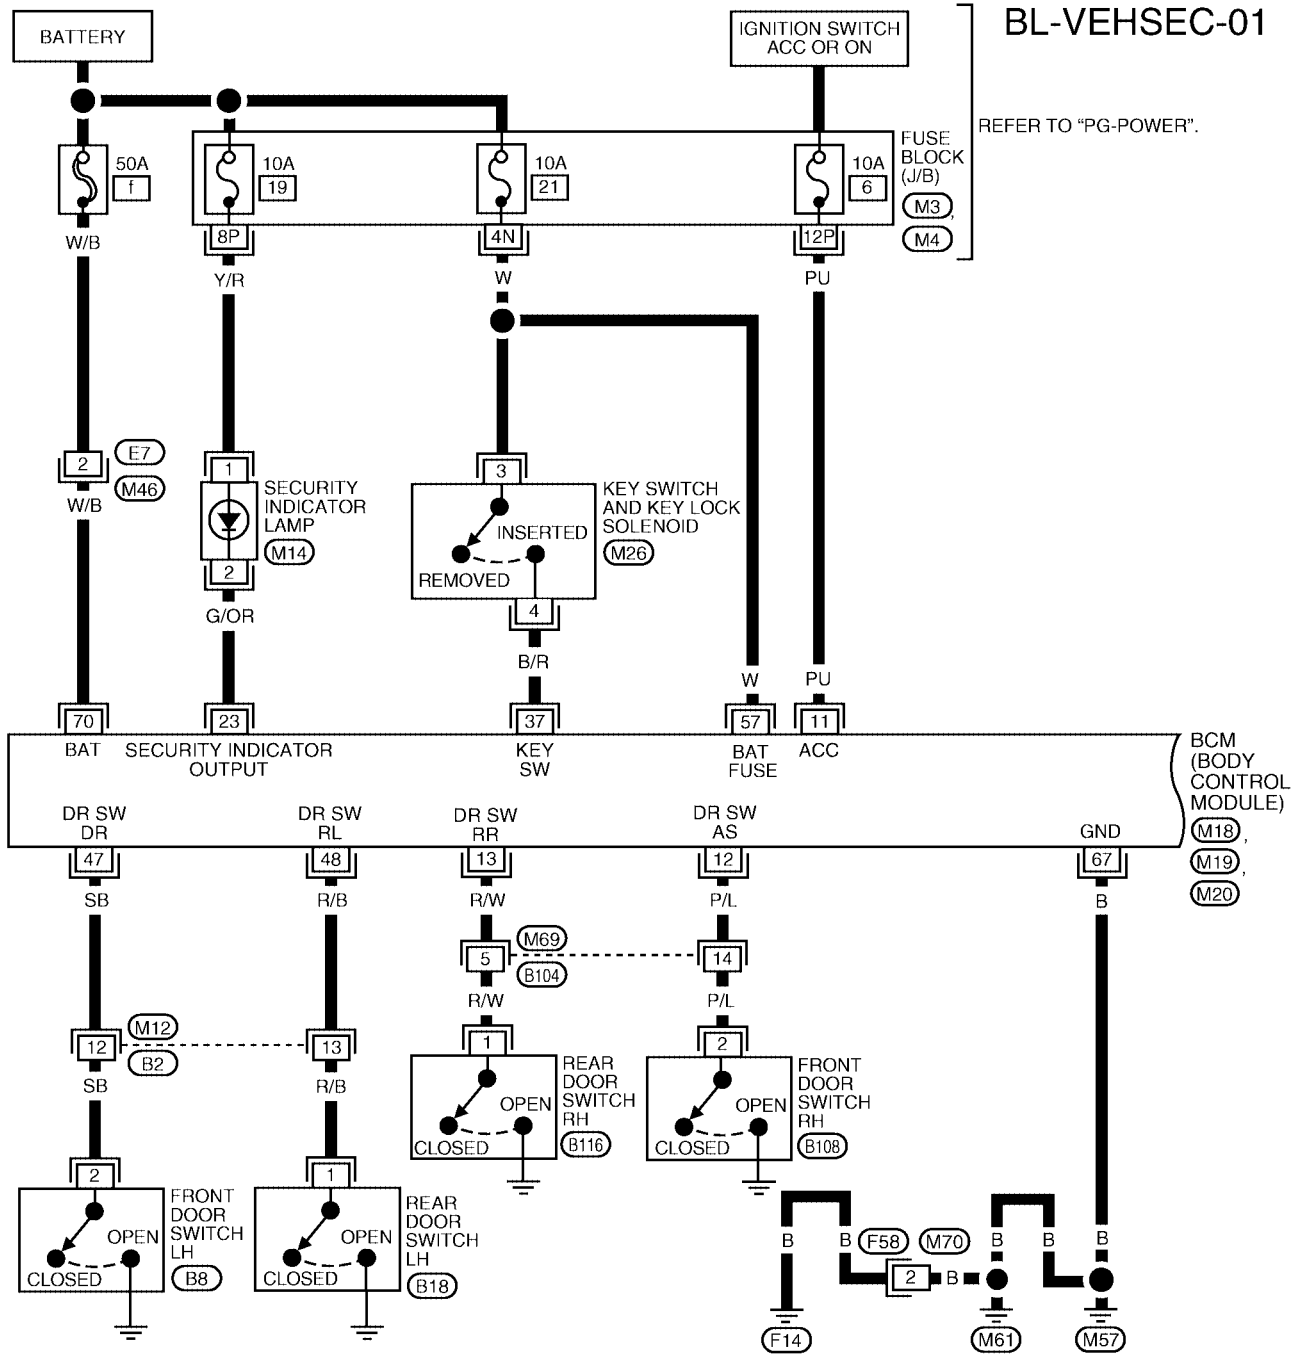 BL-VEHSEC-01
BATTERY
IGNITION SWITCH
ACC OR ON
REFER TO “PG-POWER”.
50A
f
10A
19
10A
21
10A
6
FUSE
BLOCK
(J/B)
M3,
M4
8P
4N
12P
W/B
Y/R
W
PU
2
E7
M46
W/B
1
SECURITY
INDICATOR
LAMP
M14
2
G/OR
3
KEY SWITCH
AND KEY LOCK
SOLENOID
M26
INSERTED
REMOVED
4
B/R
W
PU
70
23
37
57
11
BAT
SECURITY INDICATOR
OUTPUT
KEY
SW
BAT
FUSE
ACC
BCM
(BODY
CONTROL
MODULE)
M18,
M19,
M20
DR SW
DR
DR SW
RL
DR SW
RR
DR SW
AS
GND
47
48
13
12
67
SB
R/B
R/W
P/L
B
5
M69
B104
14
R/W
P/L
12
M12
B2
13
SB
R/B
1
OPEN
CLOSED
REAR
DOOR
SWITCH
RH
B116
2
OPEN
CLOSED
FRONT
DOOR
SWITCH
RH
B108
2
OPEN
CLOSED
FRONT
DOOR
SWITCH
LH
B8
1
OPEN
CLOSED
REAR
DOOR
SWITCH
LH
B18
B
B
F58
M70
B
B
B
2
B
F14
M61
M57